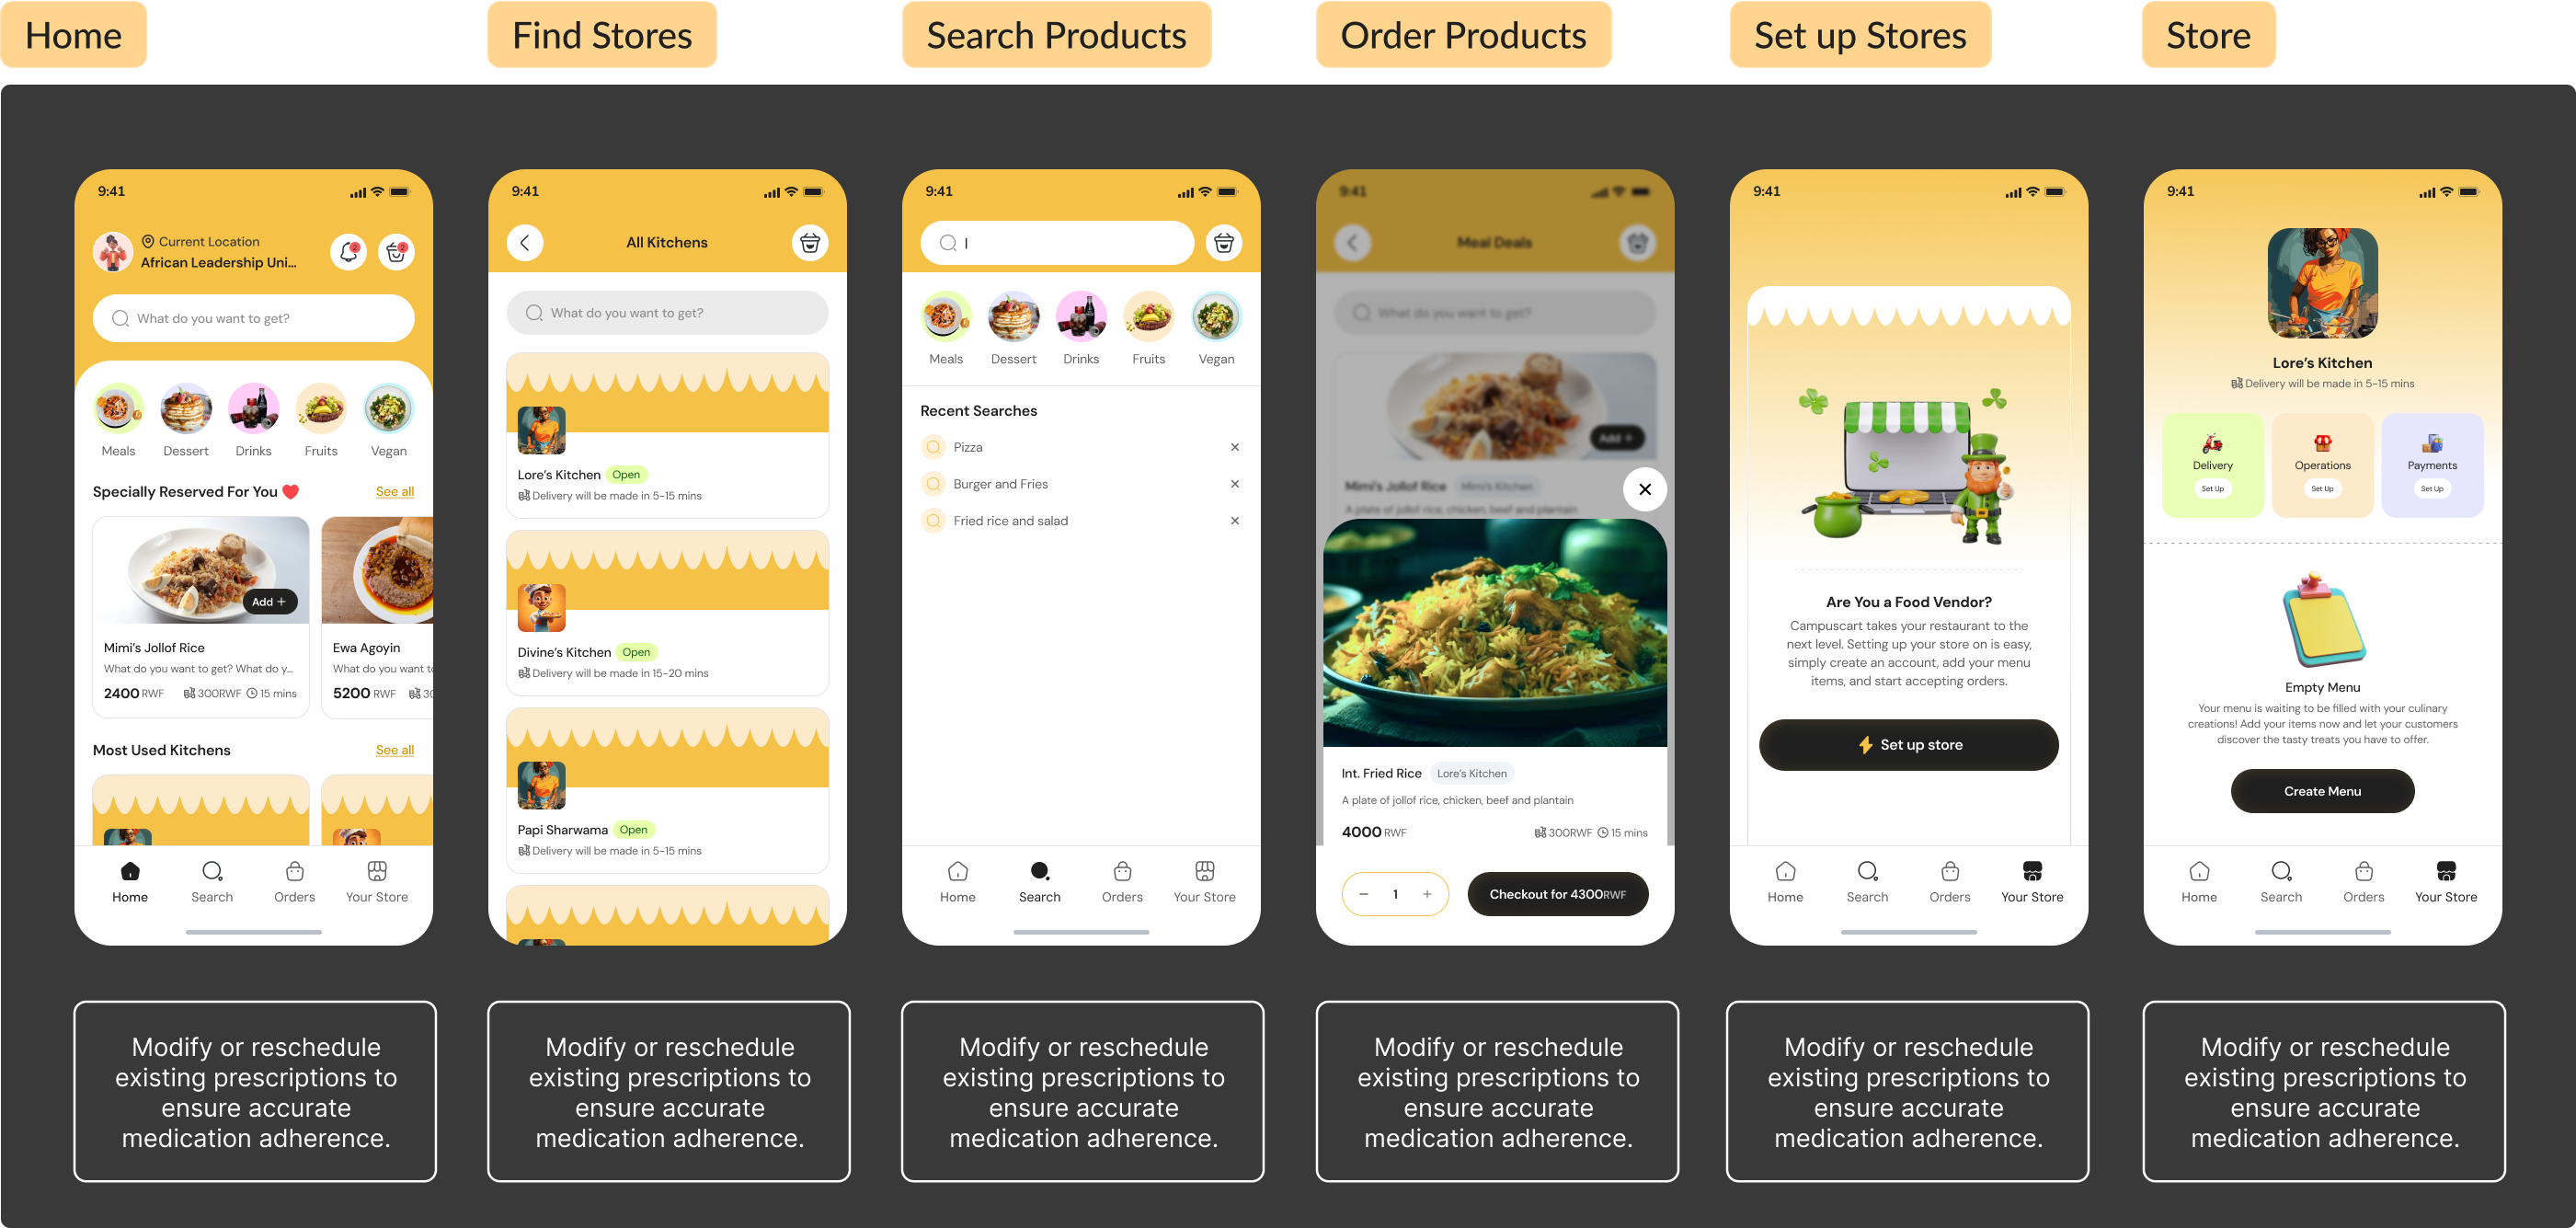 Home
Find Stores
Search Products
Order Products
Set up Stores
Store
9:41
Current Location
African Leadership Uni...
2
2
What do you want to get?
Meals
Dessert
Drinks
Fruits
Vegan
Specially Reserved For You
See all
Add +
Mimi's Jollof Rice
What do you want to get? What do y...
2400 RWF
300RWF
15 mins
Ewa Agoyin
What do you want t
5200 RWF
30
Most Used Kitchens
See all
Home
Search
Orders
Your Store
9:41
All Kitchens
What do you want to get?
Lore's Kitchen
Open
Delivery will be made in 5-15 mins
Divine's Kitchen
Open
Delivery will be made in 15-20 mins
Papi Sharwama
Open
Delivery will be made in 5-15 mins
9:41
Meals
Dessert
Drinks
Fruits
Vegan
Recent Searches
Pizza
Burger and Fries
Fried rice and salad
Home
Search
Orders
Your Store
9:41
Meal Deals
What do you want to get?
Add +
Mimi's Jollof Rice
Mimi's Kitchen
A plate of jollof rice, chicken, beef and plantain
Int. Fried Rice
Lore's Kitchen
A plate of jollof rice, chicken, beef and plantain
4000 RWF
300RWF
15 mins
− 1 +
Checkout for 4300RWF
9:41
Are You a Food Vendor?
Campuscart takes your restaurant to the
next level. Setting up your store on is easy,
simply create an account, add your menu
items, and start accepting orders.
Set up store
Home
Search
Orders
Your Store
9:41
Lore's Kitchen
Delivery will be made in 5-15 mins
Delivery
Set Up
Operations
Set Up
Payments
Set Up
Empty Menu
Your menu is waiting to be filled with your culinary
creations! Add your items now and let your customers
discover the tasty treats you have to offer.
Create Menu
Home
Search
Orders
Your Store
Modify or reschedule
existing prescriptions to
ensure accurate
medication adherence.
Modify or reschedule
existing prescriptions to
ensure accurate
medication adherence.
Modify or reschedule
existing prescriptions to
ensure accurate
medication adherence.
Modify or reschedule
existing prescriptions to
ensure accurate
medication adherence.
Modify or reschedule
existing prescriptions to
ensure accurate
medication adherence.
Modify or reschedule
existing prescriptions to
ensure accurate
medication adherence.